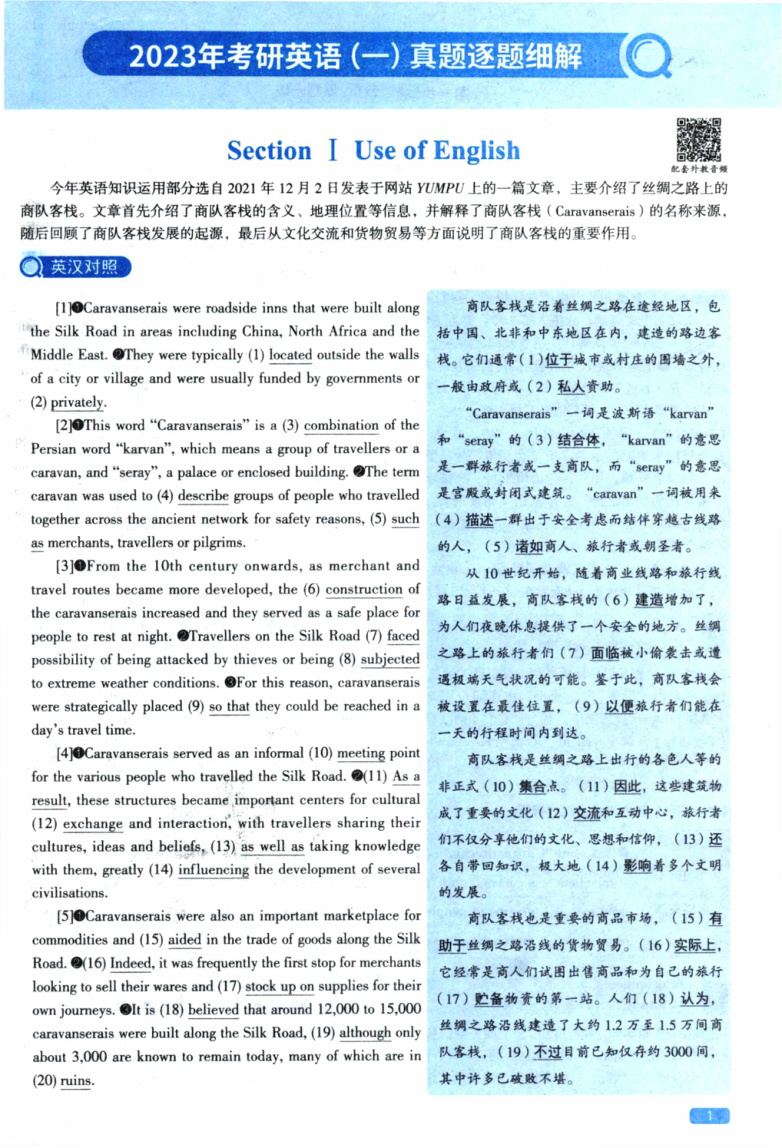 2023年考研英语(一)真题逐题细解
Section Ⅰ Use of English
配套外教音频
今年英语知识运用部分选自 2021 年 12 月 2 日发表于网站 YUMPU 上的一篇文章，主要介绍了丝绸之路上的
商队客栈。文章首先介绍了商队客栈的含义、地理位置等信息，并解释了商队客栈（Caravanserais）的名称来源，
随后回顾了商队客栈发展的起源，最后从文化交流和货物贸易等方面说明了商队客栈的重要作用。
英汉对照
[1]❶Caravanserais were roadside inns that were built along
the Silk Road in areas including China, North Africa and the
Middle East. ❷They were typically (1) located outside the walls
of a city or village and were usually funded by governments or
(2) privately.
[2]❶This word “Caravanserais” is a (3) combination of the
Persian word “karvan”, which means a group of travellers or a
caravan, and “seray”, a palace or enclosed building. ❷The term
caravan was used to (4) describe groups of people who travelled
together across the ancient network for safety reasons, (5) such
as merchants, travellers or pilgrims.
[3]❶From the 10th century onwards, as merchant and
travel routes became more developed, the (6) construction of
the caravanserais increased and they served as a safe place for
people to rest at night. ❷Travellers on the Silk Road (7) faced
possibility of being attacked by thieves or being (8) subjected
to extreme weather conditions. ❸For this reason, caravanserais
were strategically placed (9) so that they could be reached in a
day’s travel time.
[4]❶Caravanserais served as an informal (10) meeting point
for the various people who travelled the Silk Road. ❷(11) As a
result, these structures became important centers for cultural
(12) exchange and interaction, with travellers sharing their
cultures, ideas and beliefs, (13) as well as taking knowledge
with them, greatly (14) influencing the development of several
civilisations.
[5]❶Caravanserais were also an important marketplace for
commodities and (15) aided in the trade of goods along the Silk
Road. ❷(16) Indeed, it was frequently the first stop for merchants
looking to sell their wares and (17) stock up on supplies for their
own journeys. ❸It is (18) believed that around 12,000 to 15,000
caravanserais were built along the Silk Road, (19) although only
about 3,000 are known to remain today, many of which are in
(20) ruins.
商队客栈是沿着丝绸之路在途经地区，包
括中国、北非和中东地区在内，建造的路边客
栈。它们通常(1)位于城市或村庄的围墙之外，
一般由政府或（2）私人资助。
“Caravanserais”一词是波斯语“karvan”
和“seray”的（3）结合体，“karvan”的意思
是一群旅行者或一支商队，而“seray”的意思
是宫殿或封闭式建筑。“caravan”一词被用来
（4）描述一群出于安全考虑而结伴穿越古线路
的人，（5）诸如商人、旅行者或朝圣者。
从 10 世纪开始，随着商业线路和旅行线
路日益发展，商队客栈的（6）建造增加了，
为人们夜晚休息提供了一个安全的地方。丝绸
之路上的旅行者们（7）面临被小偷袭击或遭
遇极端天气状况的可能。鉴于此，商队客栈会
被设置在最佳位置，（9）以便旅行者们能在
一天的行程时间内到达。
商队客栈是丝绸之路上出行的各色人等的
非正式（10）集合点。（11）因此，这些建筑物
成了重要的文化（12）交流和互动中心，旅行者
们不仅分享他们的文化、思想和信仰，（13）还
各自带回知识，极大地（14）影响着多个文明
的发展。
商队客栈也是重要的商品市场，（15）有
助于丝绸之路沿线的货物贸易。（16）实际上，
它经常是商人们试图出售商品和为自己的旅行
（17）贮备物资的第一站。人们（18）认为，
丝绸之路沿线建造了大约 1.2 万至 1.5 万间商
队客栈，（19）不过目前已知仅存约 3000 间，
其中许多已破败不堪。
1